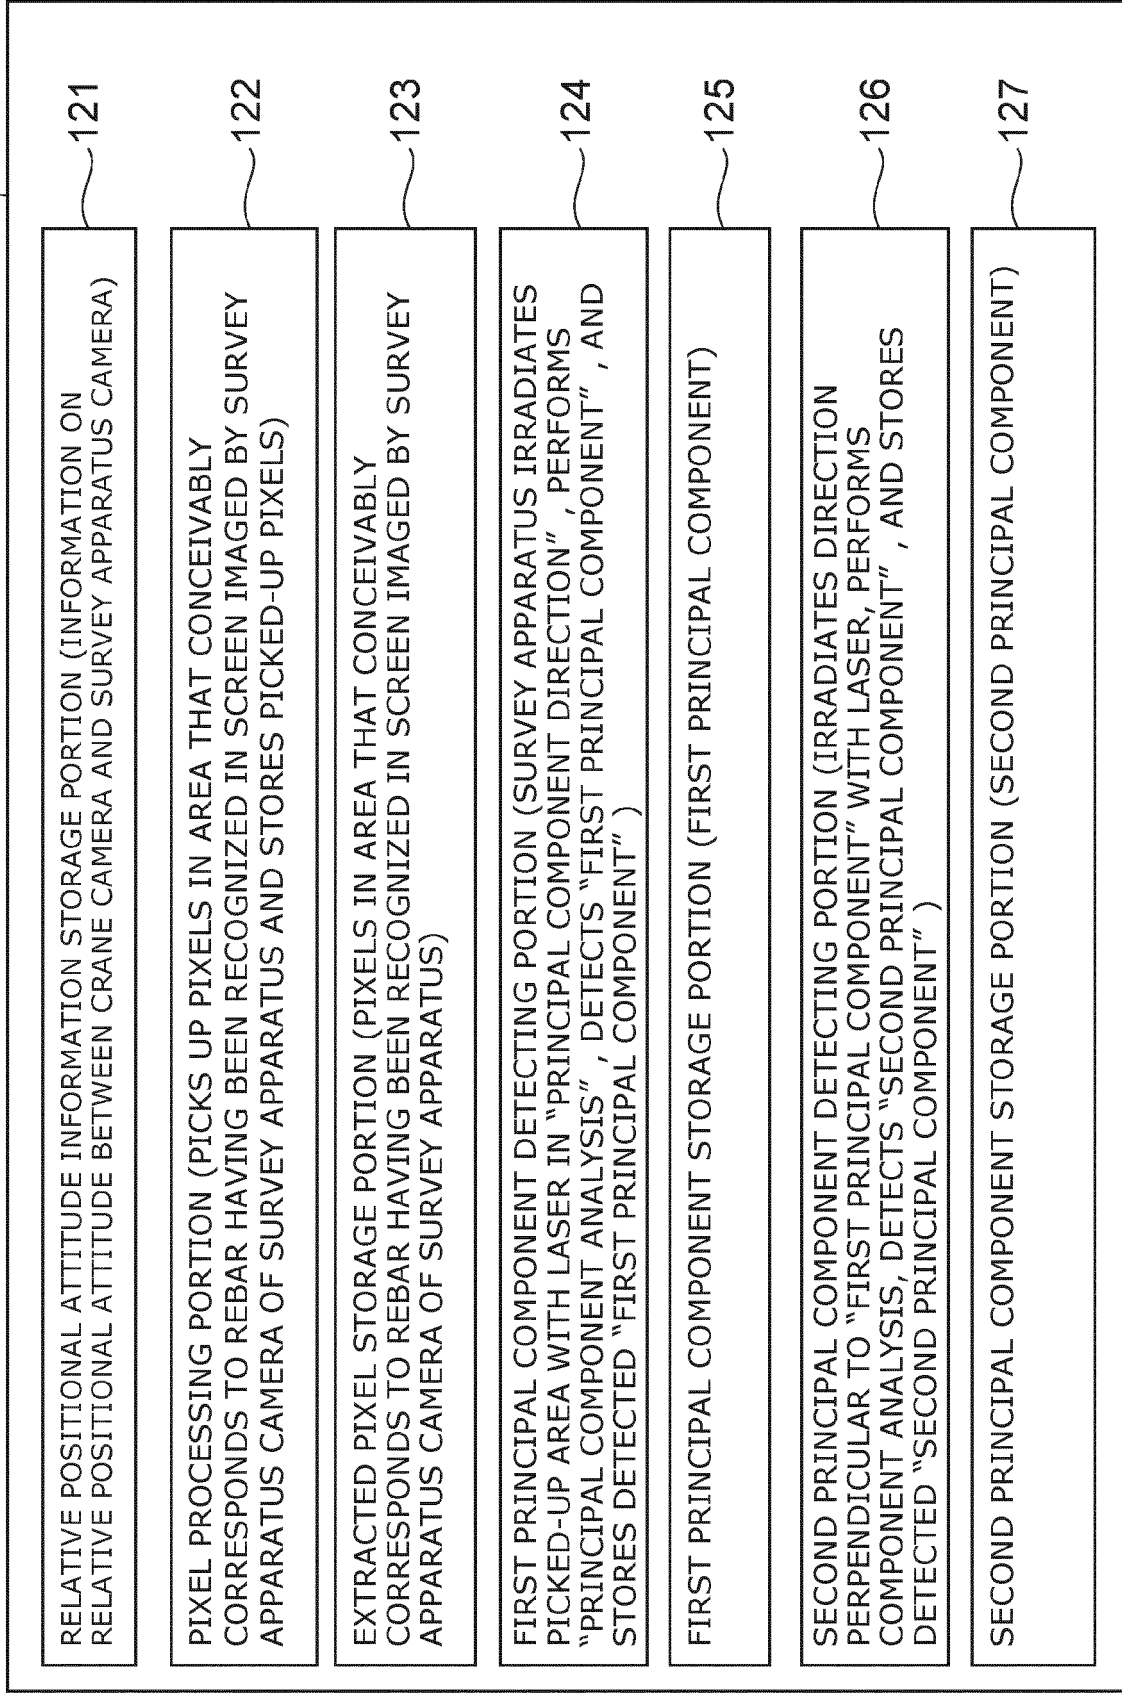 RELATIVE POSITIONAL ATTITUDE INFORMATION STORAGE PORTION (INFORMATION ON
RELATIVE POSITIONAL ATTITUDE BETWEEN CRANE CAMERA AND SURVEY APPARATUS CAMERA)
121
PIXEL PROCESSING PORTION (PICKS UP PIXELS IN AREA THAT CONCEIVABLY
CORRESPONDS TO REBAR HAVING BEEN RECOGNIZED IN SCREEN IMAGED BY SURVEY
APPARATUS CAMERA OF SURVEY APPARATUS AND STORES PICKED-UP PIXELS)
122
EXTRACTED PIXEL STORAGE PORTION (PIXELS IN AREA THAT CONCEIVABLY
CORRESPONDS TO REBAR HAVING BEEN RECOGNIZED IN SCREEN IMAGED BY SURVEY
APPARATUS CAMERA OF SURVEY APPARATUS)
123
FIRST PRINCIPAL COMPONENT DETECTING PORTION (SURVEY APPARATUS IRRADIATES
PICKED-UP AREA WITH LASER IN “PRINCIPAL COMPONENT DIRECTION”, PERFORMS
“PRINCIPAL COMPONENT ANALYSIS”, DETECTS “FIRST PRINCIPAL COMPONENT”, AND
STORES DETECTED “FIRST PRINCIPAL COMPONENT”)
124
FIRST PRINCIPAL COMPONENT STORAGE PORTION (FIRST PRINCIPAL COMPONENT)
125
SECOND PRINCIPAL COMPONENT DETECTING PORTION (IRRADIATES DIRECTION
PERPENDICULAR TO “FIRST PRINCIPAL COMPONENT” WITH LASER, PERFORMS
COMPONENT ANALYSIS, DETECTS “SECOND PRINCIPAL COMPONENT”, AND STORES
DETECTED “SECOND PRINCIPAL COMPONENT”)
126
SECOND PRINCIPAL COMPONENT STORAGE PORTION (SECOND PRINCIPAL COMPONENT)
127